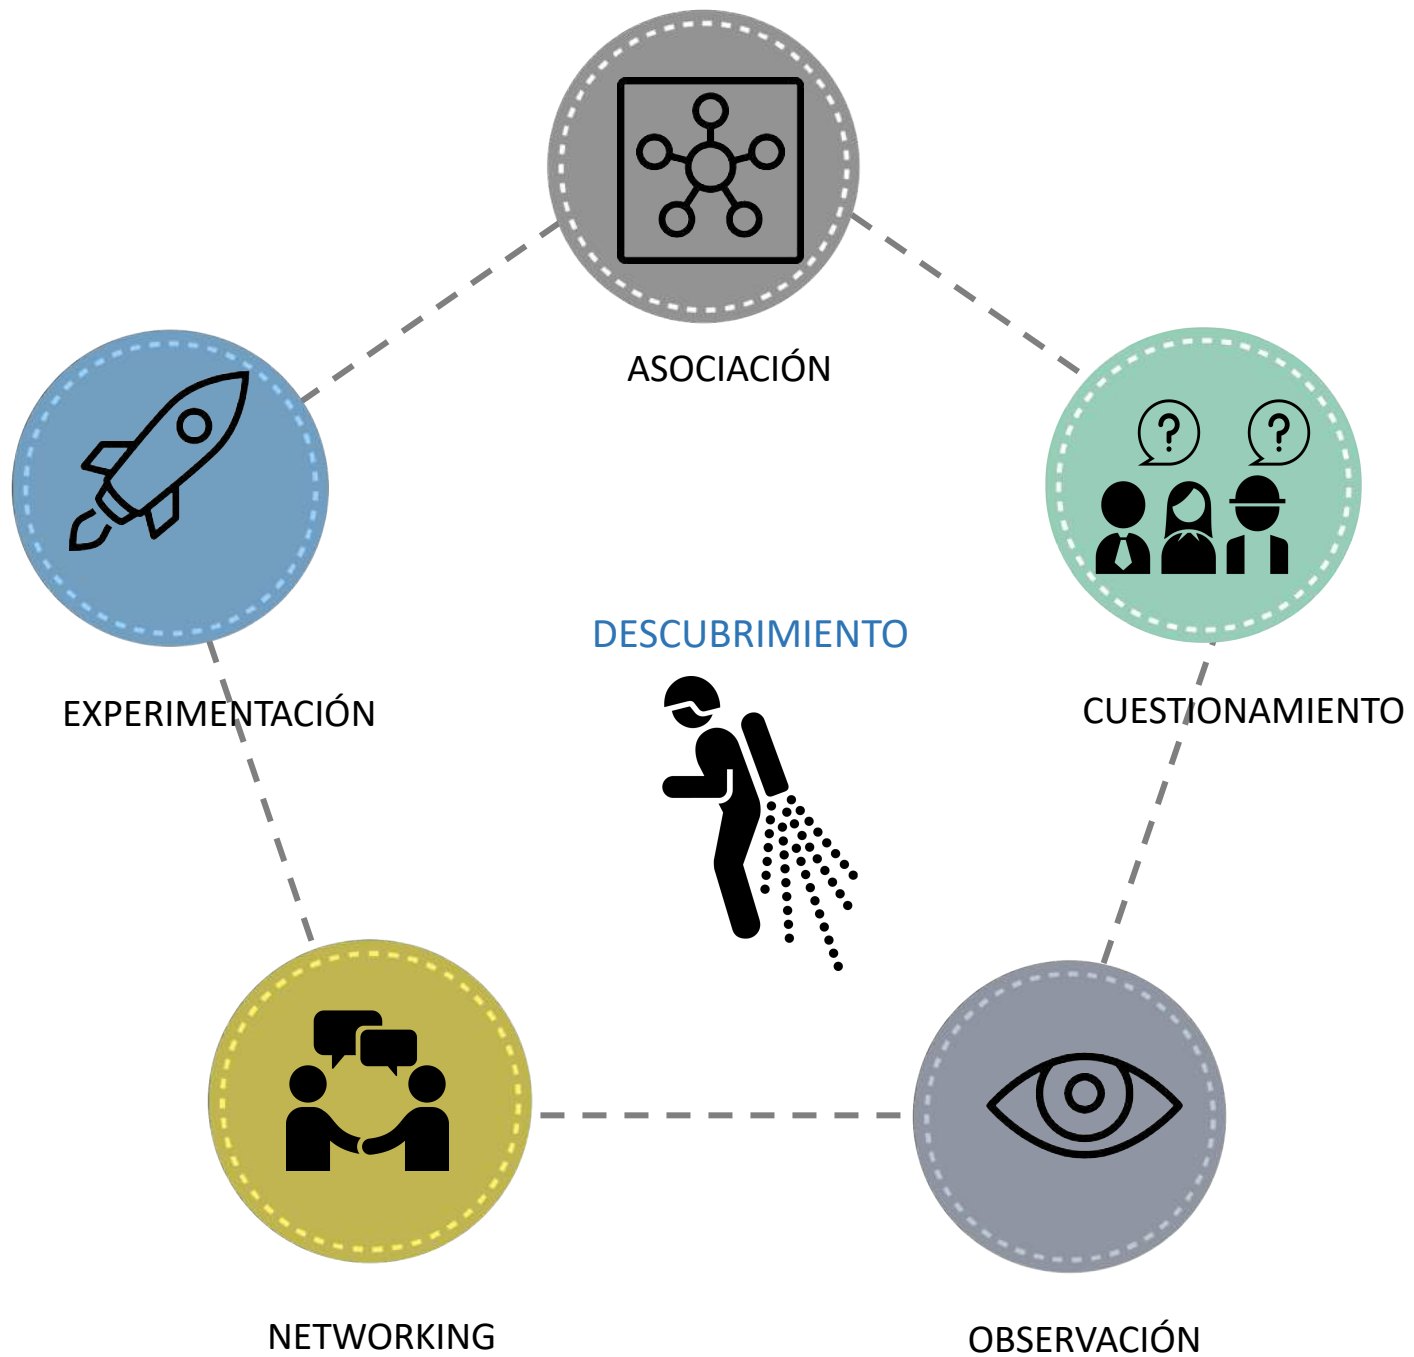 ASOCIACIÓN
?
?
DESCUBRIMIENTO
EXPERIMENTACIÓN
CUESTIONAMIENTO
NETWORKING
OBSERVACIÓN